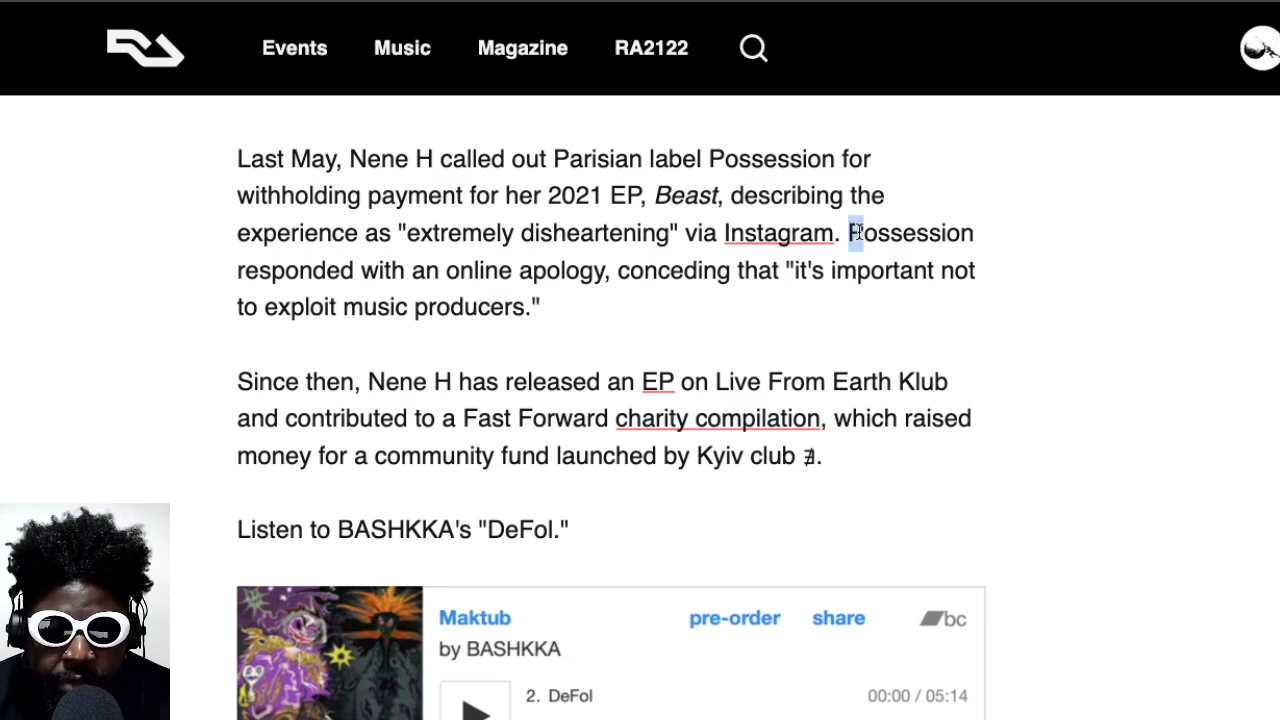 Events Music Magazine RA2122
Last May, Nene H called out Parisian label Possession for
withholding payment for her 2021 EP, Beast, describing the
experience as "extremely disheartening" via Instagram. Possession
responded with an online apology, conceding that "it's important not
to exploit music producers."
Since then, Nene H has released an EP on Live From Earth Klub
and contributed to a Fast Forward charity compilation, which raised
money for a community fund launched by Kyiv club ∄.
Listen to BASHKKA's "DeFol."
Maktub pre-order share bc
by BASHKKA
2. DeFol 00:00 / 05:14